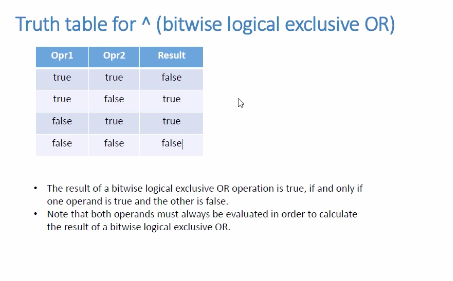 Truth table for ^ (bitwise logical exclusive OR)
Opr1 Opr2 Result
true true false
true false true
false true true
false false false
• The result of a bitwise logical exclusive OR operation is true, if and only if
one operand is true and the other is false.
• Note that both operands must always be evaluated in order to calculate
the result of a bitwise logical exclusive OR.